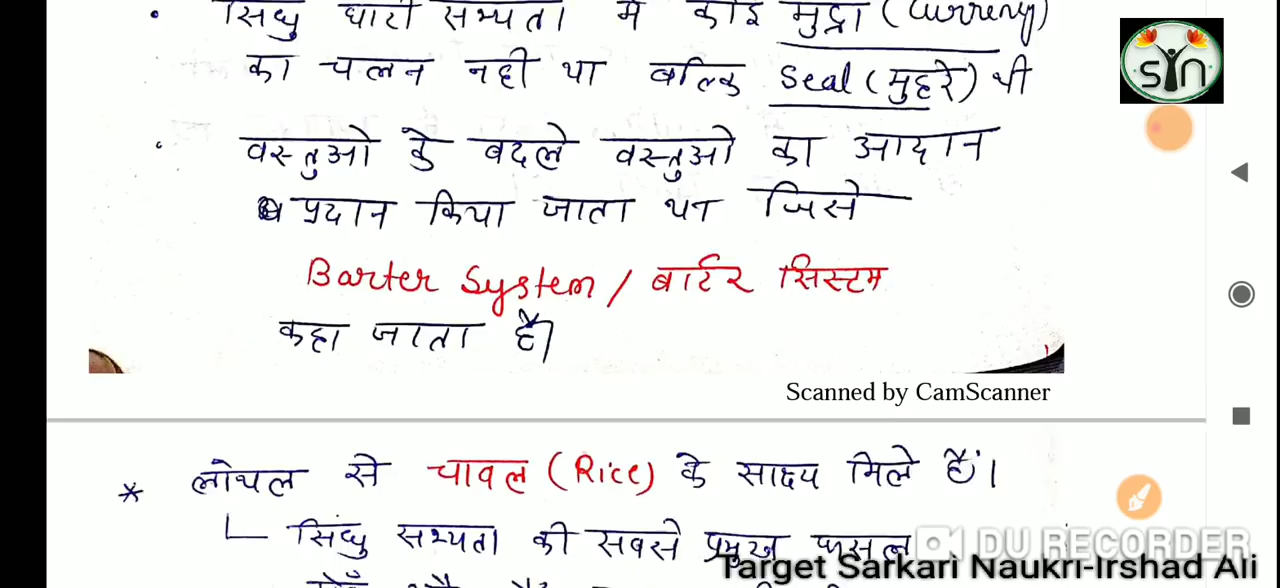 • सिंधु घाटी सभ्यता में कोई मुद्रा (Currency)
का चलन नही था बल्कि Seal (मुहरे) थी
• वस्तुओ के बदले वस्तुओ का आदान
प्रदान किया जाता था जिसे
Barter System / बार्टर सिस्टम
कहा जाता है।
Scanned by CamScanner
* लोथल से चावल (Rice) के साक्ष्य मिले हैं।
सिंधु सभ्यता की सबसे प्रमुख फसल
SYN
DU RECORDER
Target Sarkari Naukri-Irshad Ali